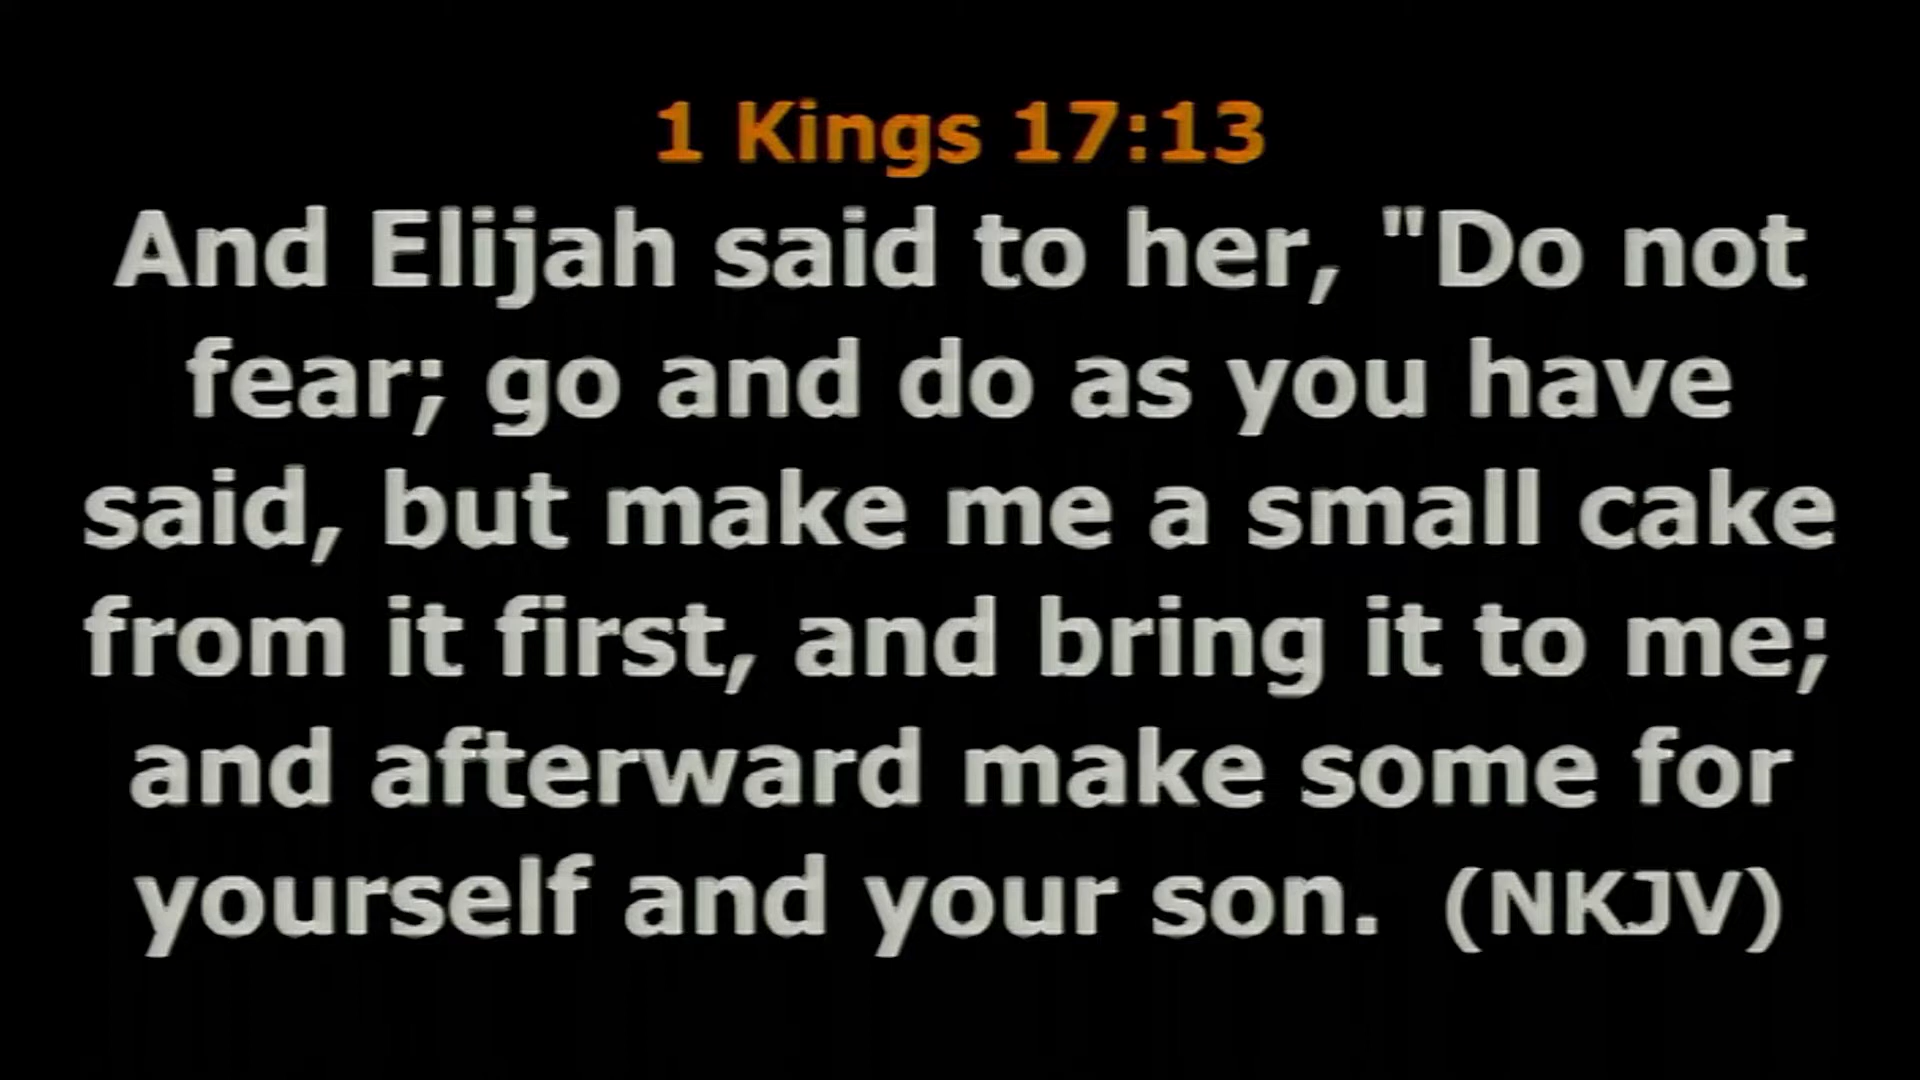 1 Kings 17:13
And Elijah said to her, "Do not
fear; go and do as you have
said, but make me a small cake
from it first, and bring it to me;
and afterward make some for
yourself and your son.  (NKJV)